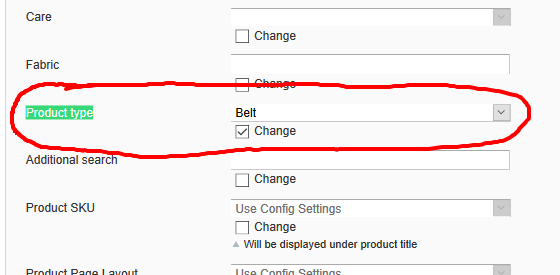 Care
Change
Fabric
Change
Product type
Belt
Change
Additional search
Change
Product SKU
Use Config Settings
Change
Will be displayed under product title
Product Page Layout
Use Config Settings